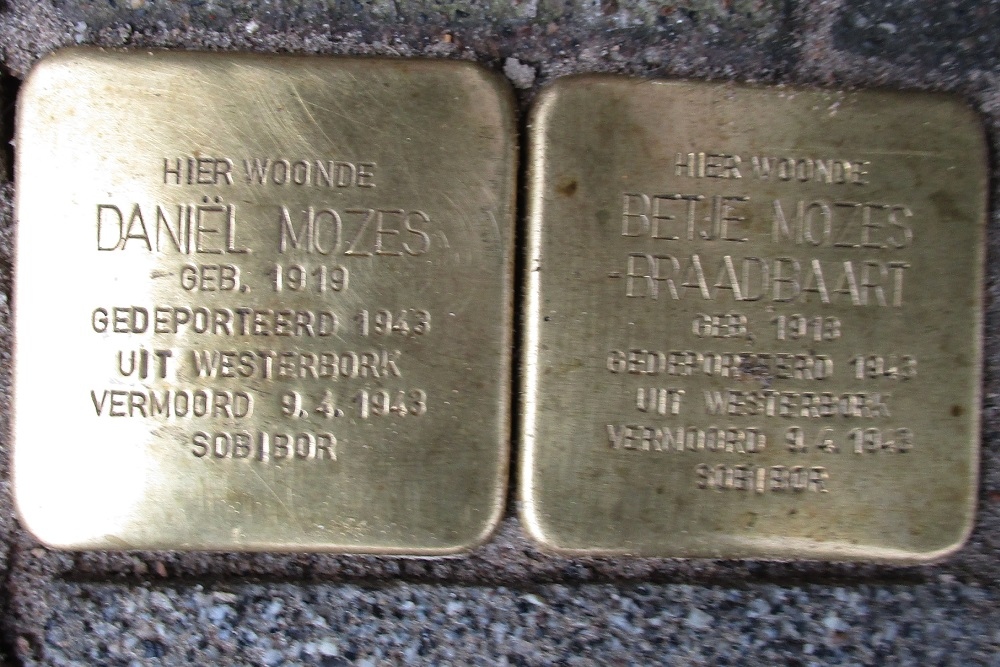 HIER WOONDE
DANIËL MOZES
GEB. 1919
GEDEPORTEERD 1943
UIT WESTERBORK
VERMOORD 9.4.1943
SOBIBOR
HIER WOONDE
BETJE MOZES
-BRAADBAART
GEB. 1918
GEDEPORTEERD 1943
UIT WESTERBORK
VERMOORD 9.4.1943
SOBIBOR